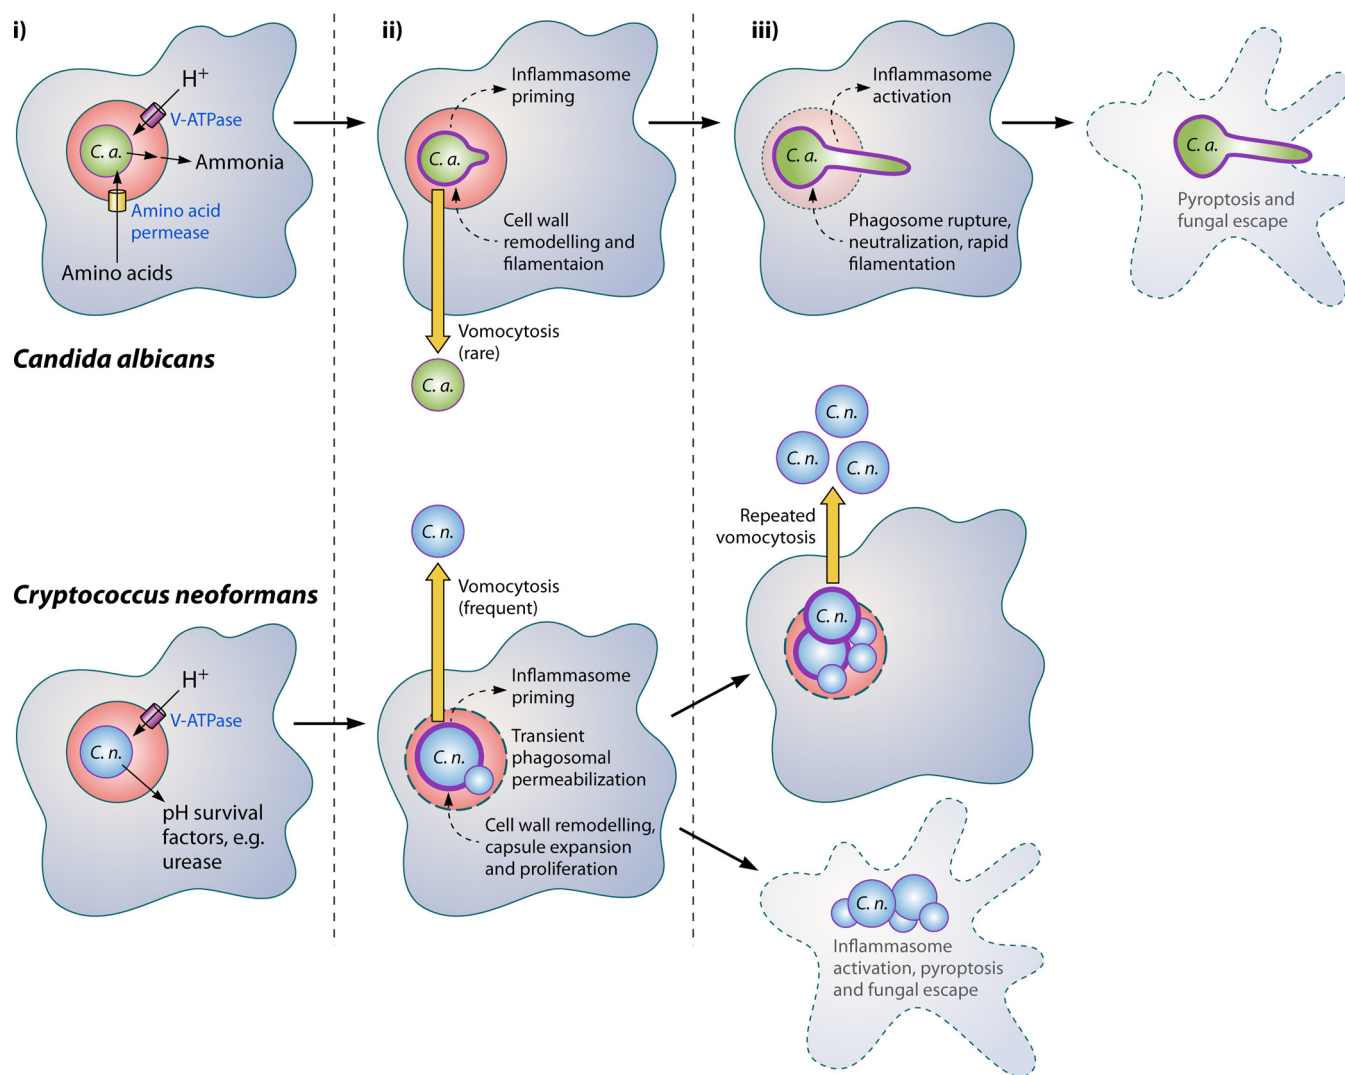 i)
H+
V-ATPase
C. a.
Ammonia
Amino acid
permease
Amino acids
ii)
Inflammasome
priming
C. a.
Cell wall
remodelling and
filamentaion
Vomocytosis
(rare)
C. a.
iii)
Inflammasome
activation
C. a.
Phagosome rupture,
neutralization, rapid
filamentation
C. a.
Pyroptosis and
fungal escape
Candida albicans
Cryptococcus neoformans
H+
V-ATPase
C. n.
pH survival
factors, e.g.
urease
C. n.
Vomocytosis
(frequent)
Inflammasome
priming
C. n.
Transient
phagosomal
permeabilization
Cell wall remodelling,
capsule expansion
and proliferation
C. n.
C. n.
C. n.
Repeated
vomocytosis
C. n.
C. n.
Inflammasome
activation, pyroptosis
and fungal escape